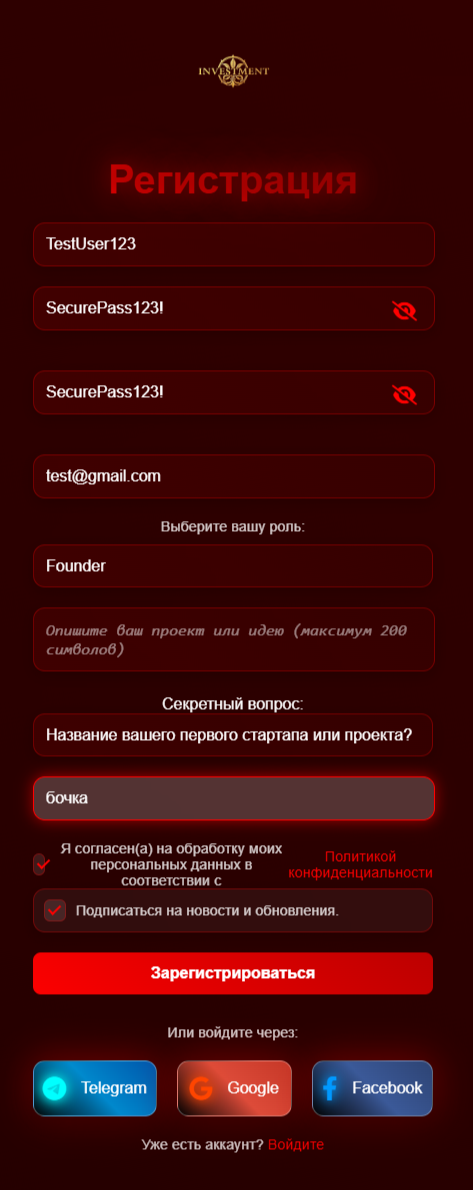 INVESTMENT
Регистрация
TestUser123
SecurePass123!
SecurePass123!
test@gmail.com
Выберите вашу роль:
Founder
Опишите ваш проект или идею (максимум 200
символов)
Секретный вопрос:
Название вашего первого стартапа или проекта?
бочка
Я согласен(а) на обработку моих
персональных данных в
соответствии с
Политикой
конфиденциальности
Подписаться на новости и обновления.
Зарегистрироваться
Или войдите через:
Telegram
Google
Facebook
Уже есть аккаунт? Войдите